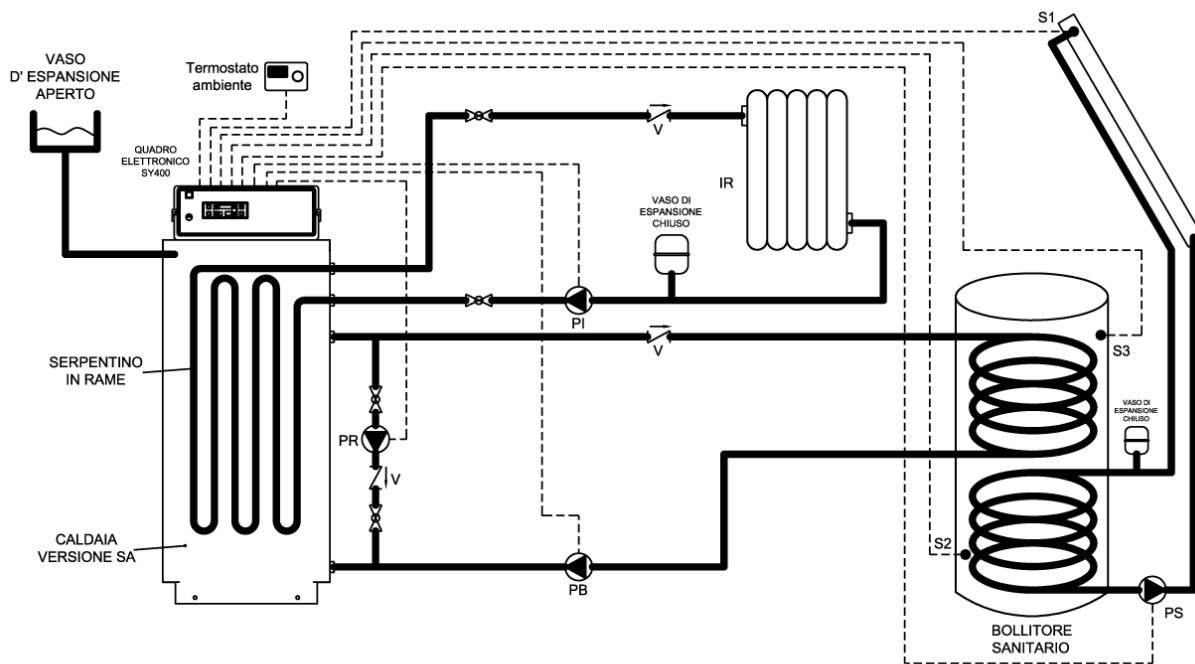 S1
VASO
D' ESPANSIONE
APERTO
Termostato
ambiente
QUADRO
ELETTRONICO
SY400
V
IR
VASO DI
ESPANSIONE
CHIUSO
PI
V
S3
SERPENTINO
IN RAME
VASO DI
ESPANSIONE
CHIUSO
PR
V
CALDAIA
VERSIONE SA
S2
PB
PS
BOLLITORE
SANITARIO